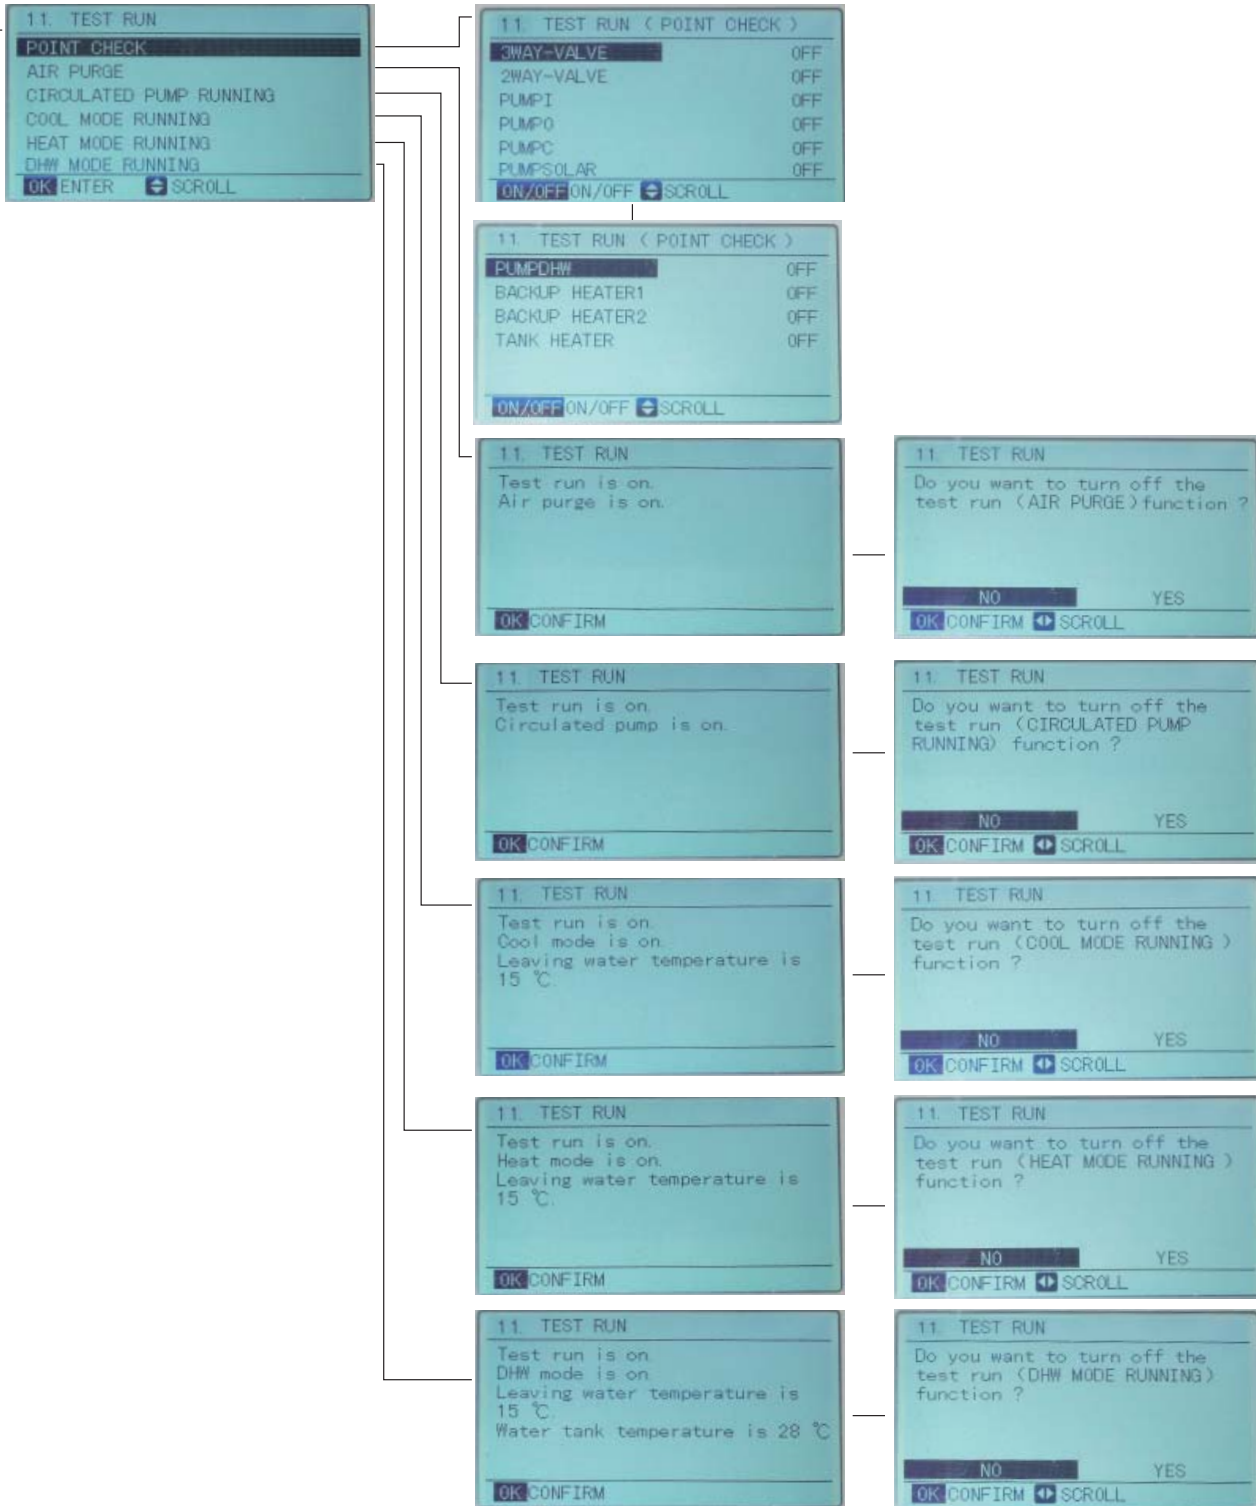 11. TEST RUN
POINT CHECK
AIR PURGE
CIRCULATED PUMP RUNNING
COOL MODE RUNNING
HEAT MODE RUNNING
DHW MODE RUNNING
OK ENTER SCROLL
11. TEST RUN ( POINT CHECK )
3WAY-VALVE OFF
2WAY-VALVE OFF
PUMPI OFF
PUMPO OFF
PUMPC OFF
PUMPSOLAR OFF
ON/OFF ON/OFF SCROLL
11. TEST RUN ( POINT CHECK )
PUMPDHW OFF
BACKUP HEATER1 OFF
BACKUP HEATER2 OFF
TANK HEATER OFF
ON/OFF ON/OFF SCROLL
11. TEST RUN
Test run is on.
Air purge is on.
OK CONFIRM
11. TEST RUN
Do you want to turn off the
test run (AIR PURGE) function ?
NO YES
OK CONFIRM SCROLL
11. TEST RUN
Test run is on.
Circulated pump is on.
OK CONFIRM
11. TEST RUN
Do you want to turn off the
test run (CIRCULATED PUMP
RUNNING) function ?
NO YES
OK CONFIRM SCROLL
11. TEST RUN
Test run is on.
Cool mode is on.
Leaving water temperature is
15 ℃.
OK CONFIRM
11. TEST RUN
Do you want to turn off the
test run (COOL MODE RUNNING )
function ?
NO YES
OK CONFIRM SCROLL
11. TEST RUN
Test run is on.
Heat mode is on.
Leaving water temperature is
15 ℃.
OK CONFIRM
11. TEST RUN
Do you want to turn off the
test run (HEAT MODE RUNNING )
function ?
NO YES
OK CONFIRM SCROLL
11. TEST RUN
Test run is on
DHW mode is on
Leaving water temperature is
15 ℃.
Water tank temperature is 28 ℃
OK CONFIRM
11. TEST RUN
Do you want to turn off the
test run (DHW MODE RUNNING)
function ?
NO YES
OK CONFIRM SCROLL